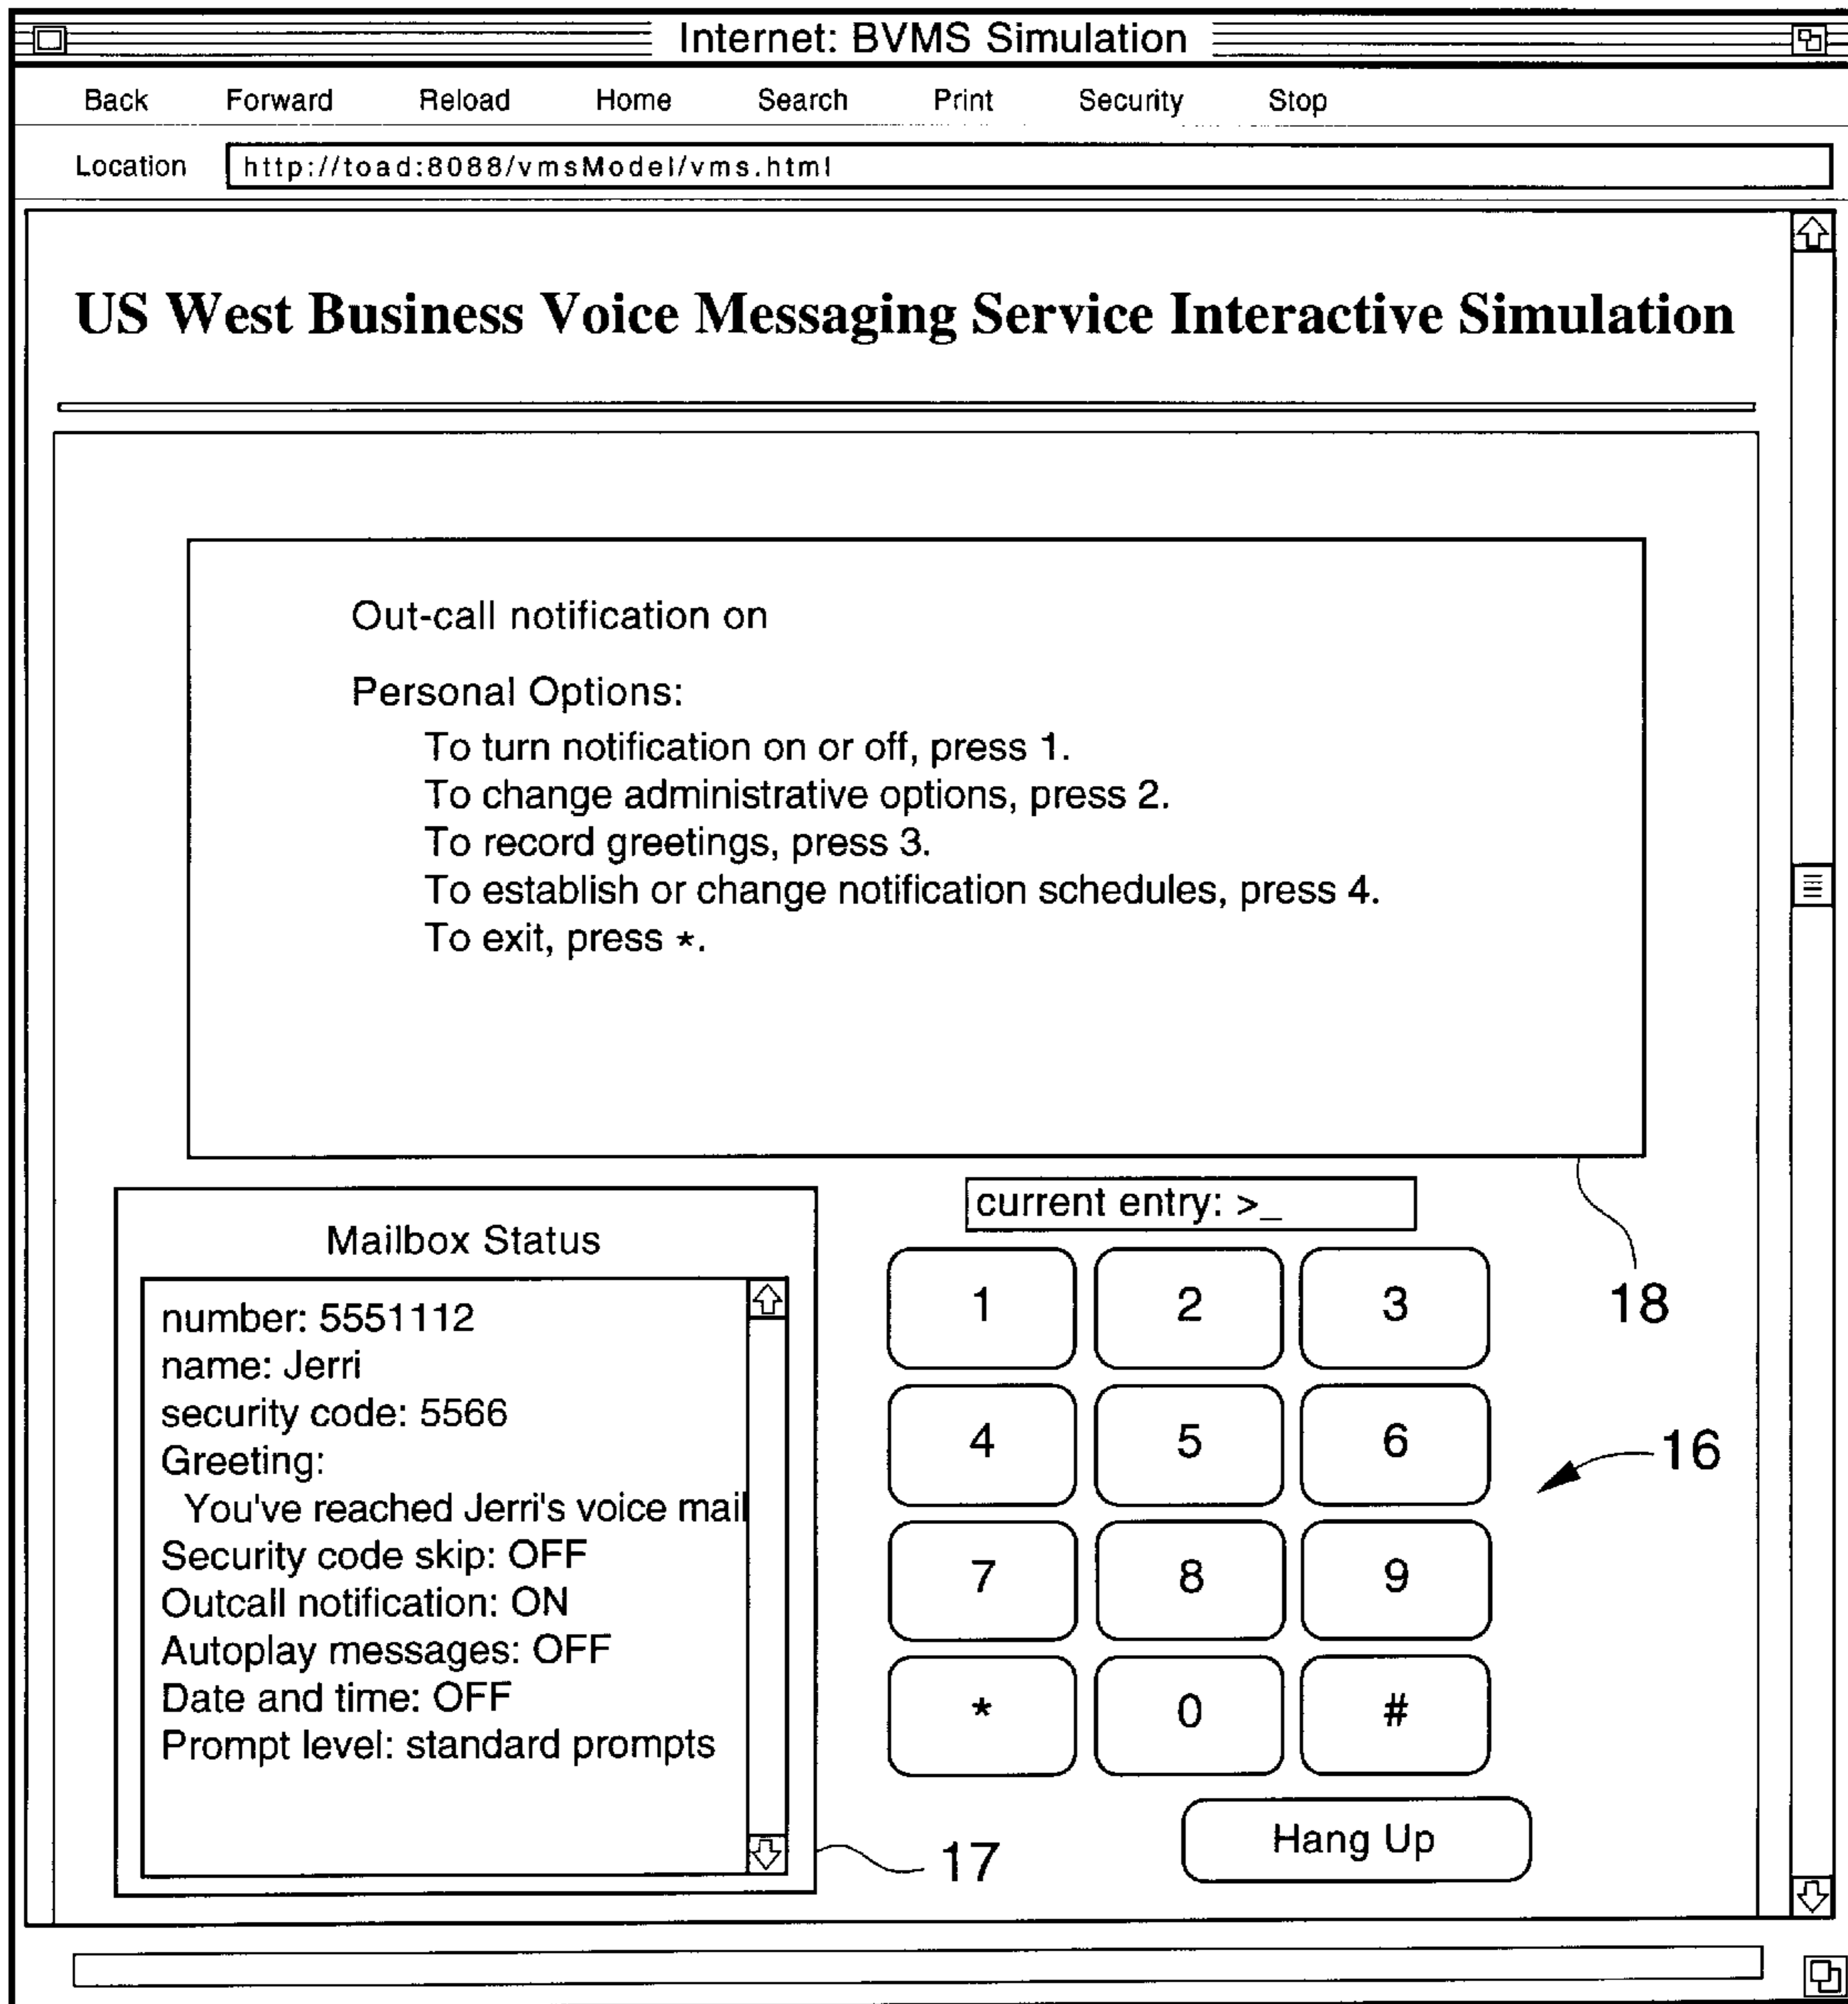 Internet: BVMS Simulation
Back Forward Reload Home Search Print Security Stop
Location http://toad:8088/vmsModel/vms.html
US West Business Voice Messaging Service Interactive Simulation
Out-call notification on
Personal Options:
To turn notification on or off, press 1.
To change administrative options, press 2.
To record greetings, press 3.
To establish or change notification schedules, press 4.
To exit, press *.
18
Mailbox Status
number: 5551112
name: Jerri
security code: 5566
Greeting:
You've reached Jerri's voice mail
Security code skip: OFF
Outcall notification: ON
Autoplay messages: OFF
Date and time: OFF
Prompt level: standard prompts
17
current entry: >_
1 2 3
4 5 6
7 8 9
* 0 #
16
Hang Up